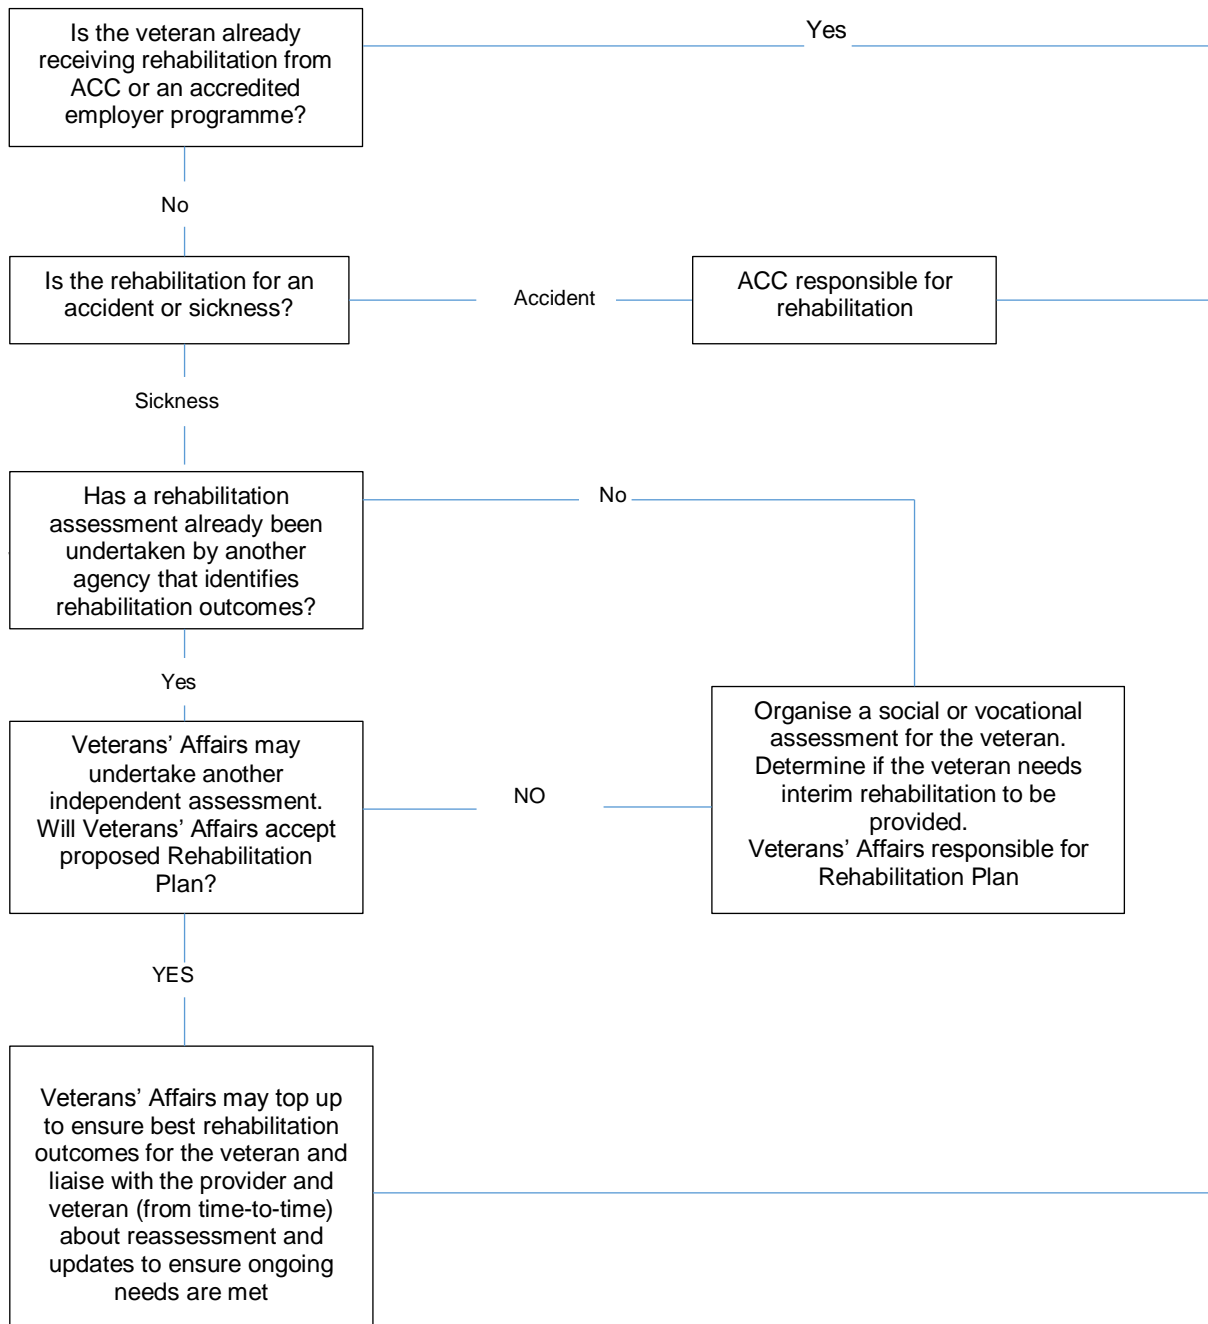 Is the veteran already
receiving rehabilitation from
ACC or an accredited
employer programme?
Yes
No
Is the rehabilitation for an
accident or sickness?
Accident
ACC responsible for
rehabilitation
Sickness
Has a rehabilitation
assessment already been
undertaken by another
agency that identifies
rehabilitation outcomes?
No
Yes
Veterans’ Affairs may
undertake another
independent assessment.
Will Veterans’ Affairs accept
proposed Rehabilitation
Plan?
NO
Organise a social or vocational
assessment for the veteran.
Determine if the veteran needs
interim rehabilitation to be
provided.
Veterans’ Affairs responsible for
Rehabilitation Plan
YES
Veterans’ Affairs may top up
to ensure best rehabilitation
outcomes for the veteran and
liaise with the provider and
veteran (from time-to-time)
about reassessment and
updates to ensure ongoing
needs are met